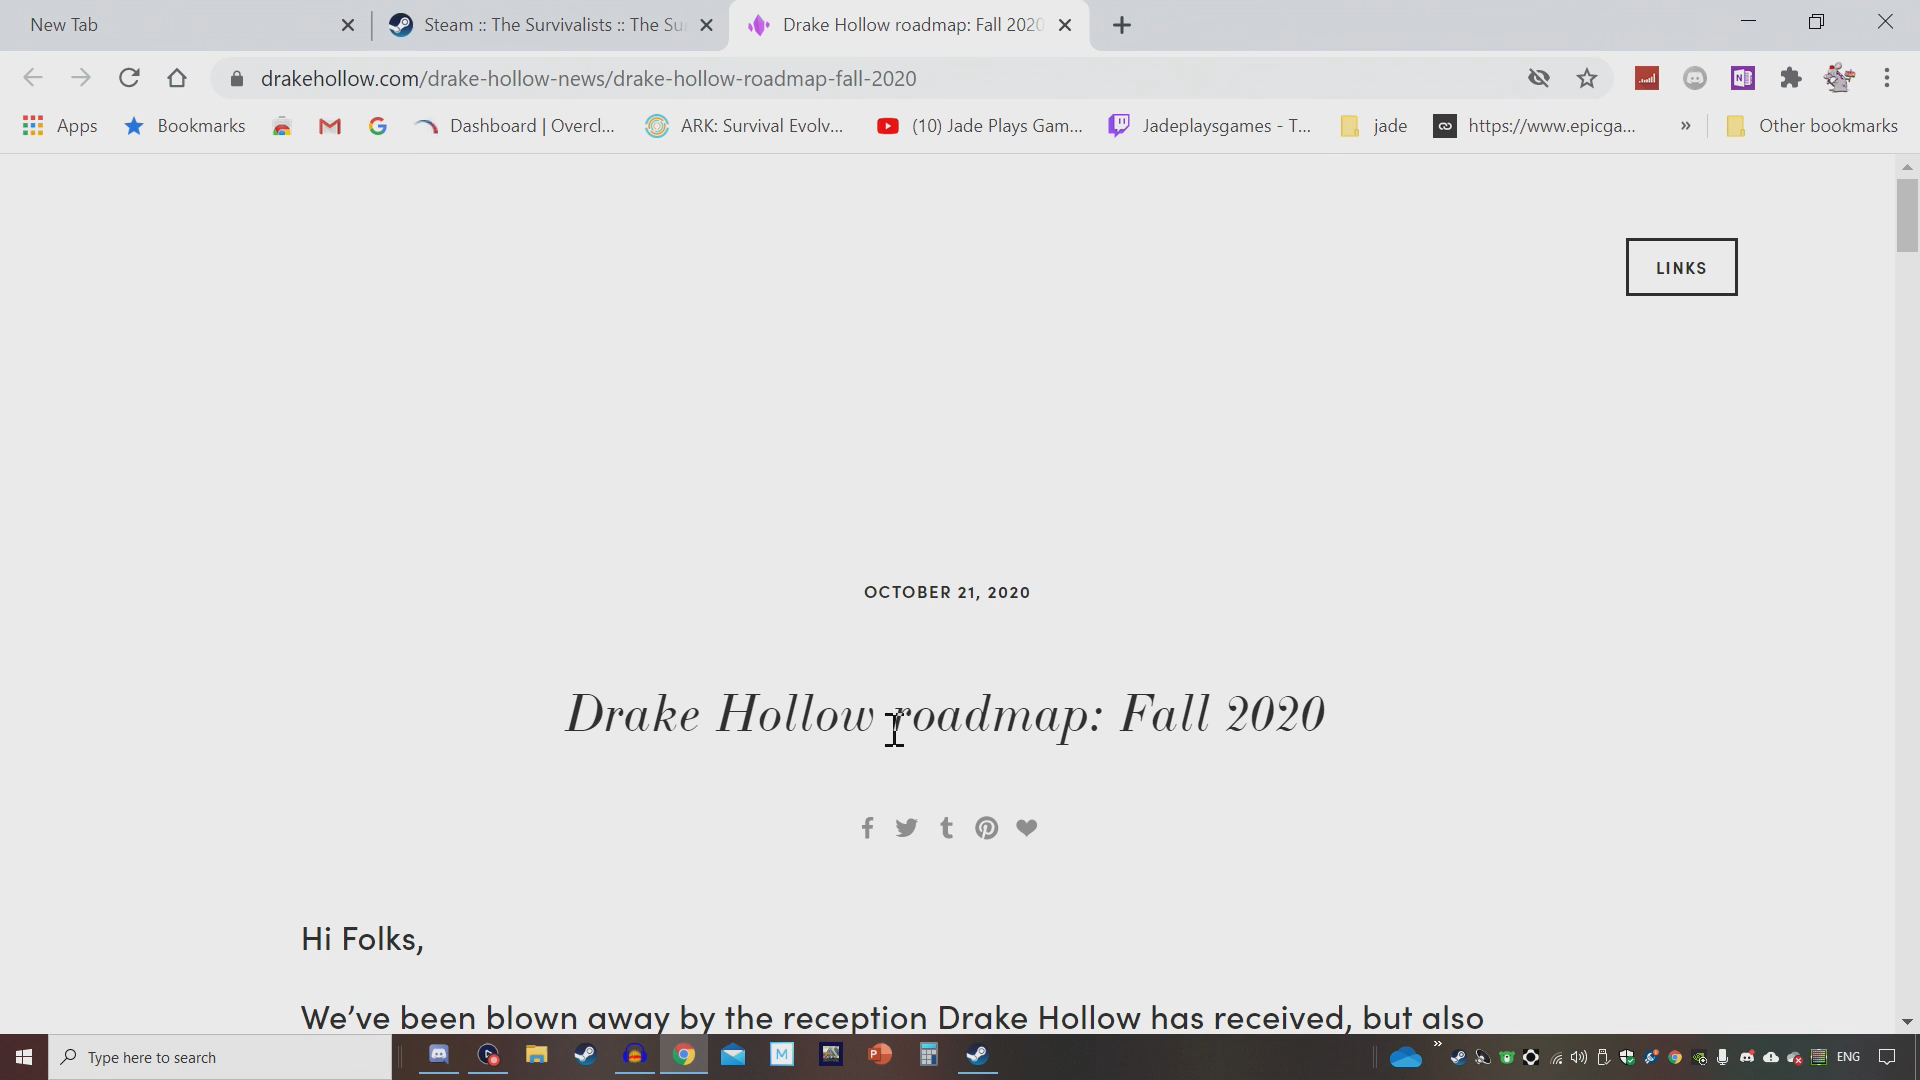 New Tab
Steam :: The Survivalists :: The Su
Drake Hollow roadmap: Fall 2020
drakehollow.com/drake-hollow-news/drake-hollow-roadmap-fall-2020
Apps
Bookmarks
Dashboard | Overcl...
ARK: Survival Evolv...
(10) Jade Plays Gam...
Jadeplaysgames - T...
jade
https://www.epicga...
»
Other bookmarks
LINKS
OCTOBER 21, 2020
Drake Hollow roadmap: Fall 2020
Hi Folks,
We've been blown away by the reception Drake Hollow has received, but also
Type here to search
ENG